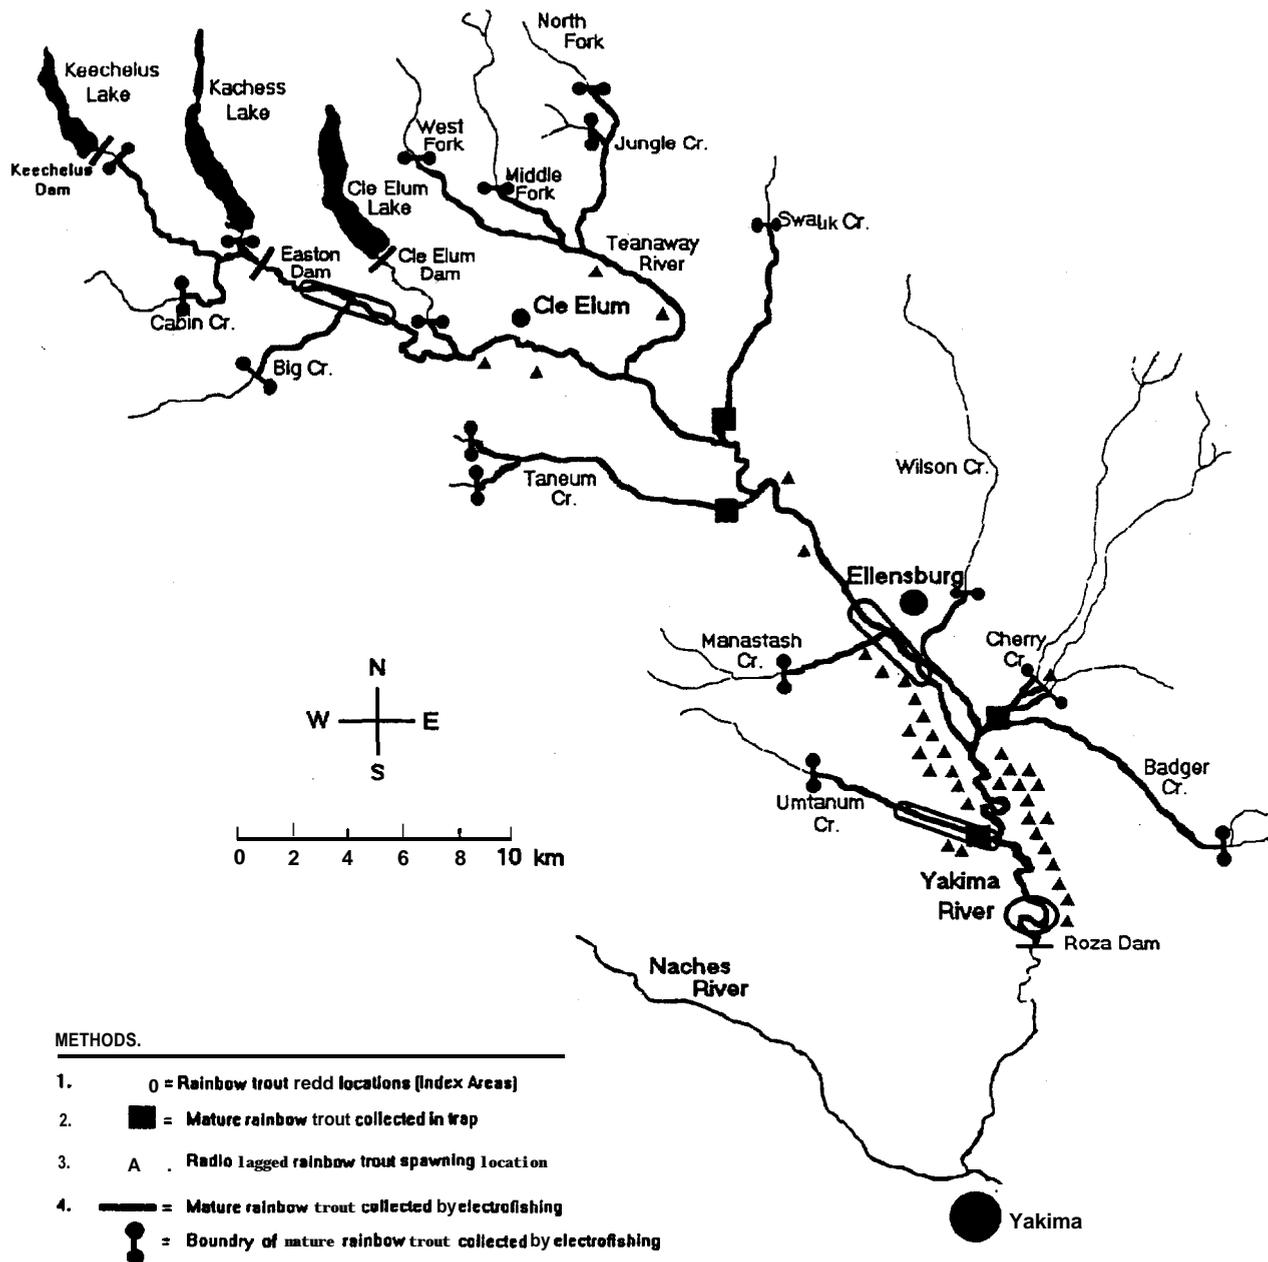 North
Fork
Keechelus
Lake
Kachess
Lake
West
Fork
Jungle Cr.
Keechelus
Dam
Middle
Fork
Cle Elum
Lake
Swauk Cr.
Teanaway
River
Easton
Dam
Cle Elum
Dam
Cle Elum
Cabin Cr.
Big Cr.
Wilson Cr.
Taneum
Cr.
Ellensburg
Manastash
Cr.
Cherry
Cr.
N
W E
S
Badger
Cr.
Umtanum
Cr.
0 2 4 6 8 10 km
Yakima
River
Roza Dam
Naches
River
METHODS.
1. 0 = Rainbow trout redd locations (Index Areas)
2. = Mature rainbow trout collected in trap
3. A . Radio lagged rainbow trout spawning location
4. = Mature rainbow trout collected by electrofishing
= Boundry of mature rainbow trout collected by electrofishing
Yakima